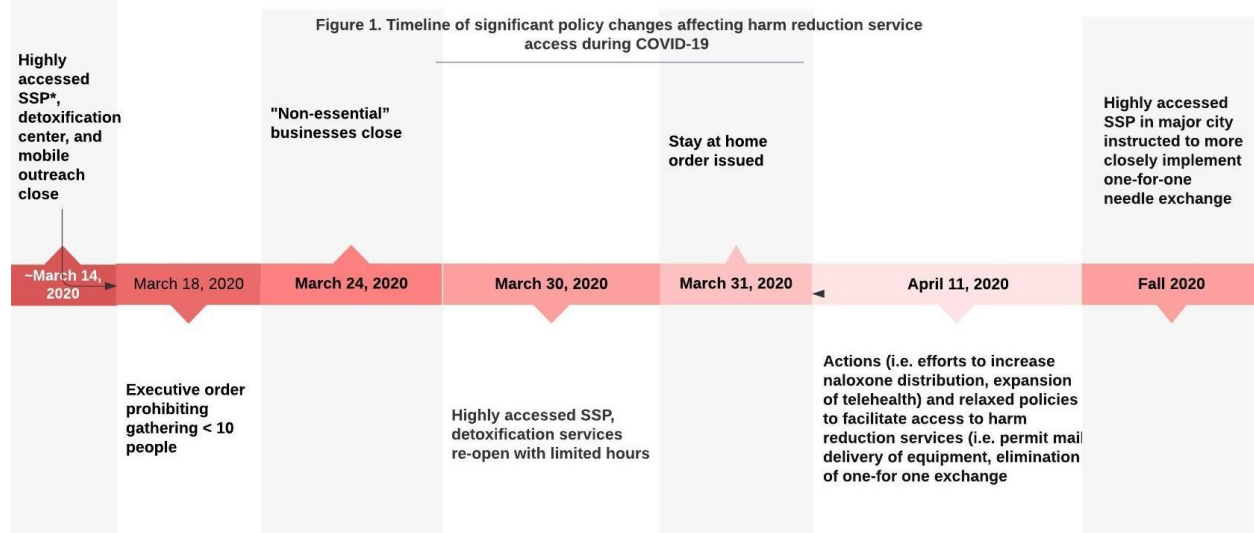 Figure 1. Timeline of significant policy changes affecting harm reduction service
access during COVID-19
Highly
accessed
SSP*,
detoxification
center, and
mobile
outreach
close
"Non-essential”
businesses close
Stay at home
order issued
Highly accessed
SSP in major city
instructed to more
closely implement
one-for-one
needle exchange
~March 14,
2020
March 18, 2020
March 24, 2020
March 30, 2020
March 31, 2020
April 11, 2020
Fall 2020
Executive order
prohibiting
gathering < 10
people
Highly accessed SSP,
detoxification services
re-open with limited hours
Actions (i.e. efforts to increase
naloxone distribution, expansion
of telehealth) and relaxed policies
to facilitate access to harm
reduction services (i.e. permit mail
delivery of equipment, elimination
of one-for one exchange